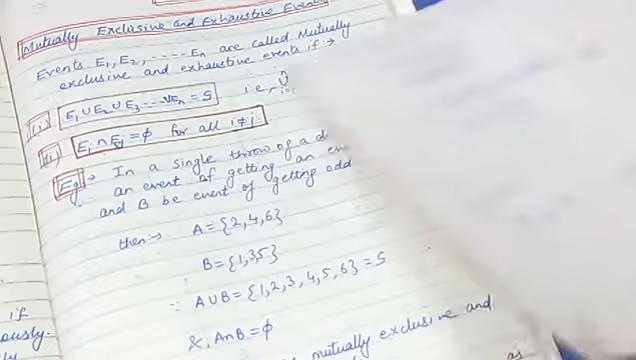 Mutually Exclusive and Exhaustive Events
Events E₁, E₂, ---- Eₙ are called Mutually
exclusive and exhaustive events if :→
(i) E₁∪E₂∪E₃----∪Eₙ = S i.e,
(ii) Eᵢ∩Eⱼ = ϕ for all i≠j
Eg → In a single throw of a
an event of getting an
and B be event of getting odd
then:→ A = {2,4,6}
B = {1,3,5}
∵ A∪B = {1,2,3,4,5,6} = S
&, A∩B = ϕ
mutually exclusive and
as
if
ously.